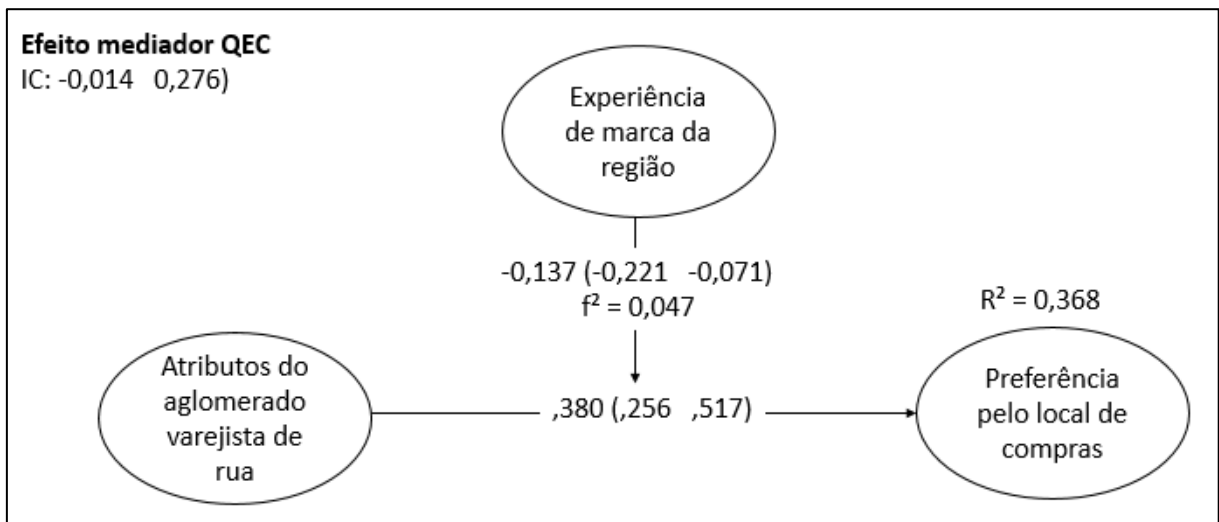 Efeito mediador QEC
IC: -0,014 0,276)
Experiência
de marca da
região
-0,137 (-0,221 -0,071)
f² = 0,047
R² = 0,368
Atributos do
aglomerado
varejista de
rua
,380 (,256 ,517)
Preferência
pelo local de
compras